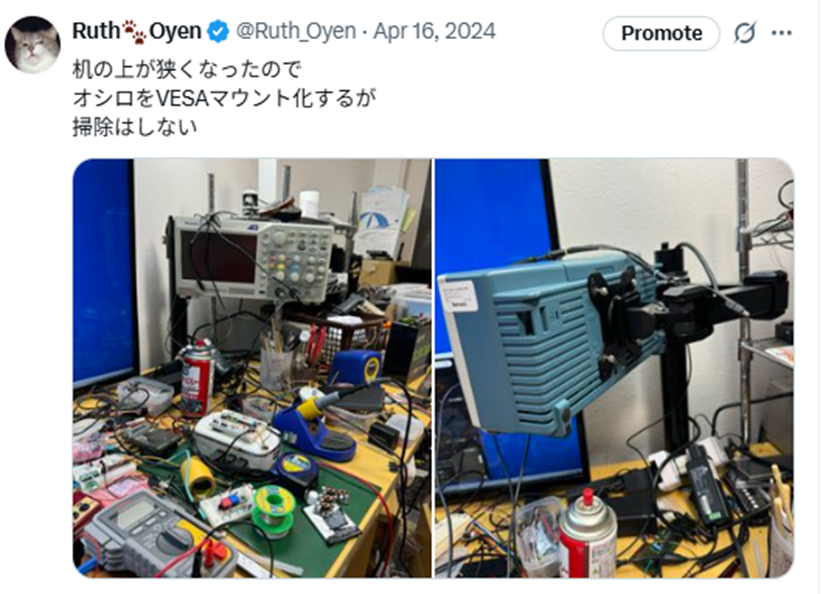 Ruth🐾Oyen @Ruth_Oyen · Apr 16, 2024
Promote
机の上が狭くなったので
オシロをVESAマウント化するが
掃除はしない